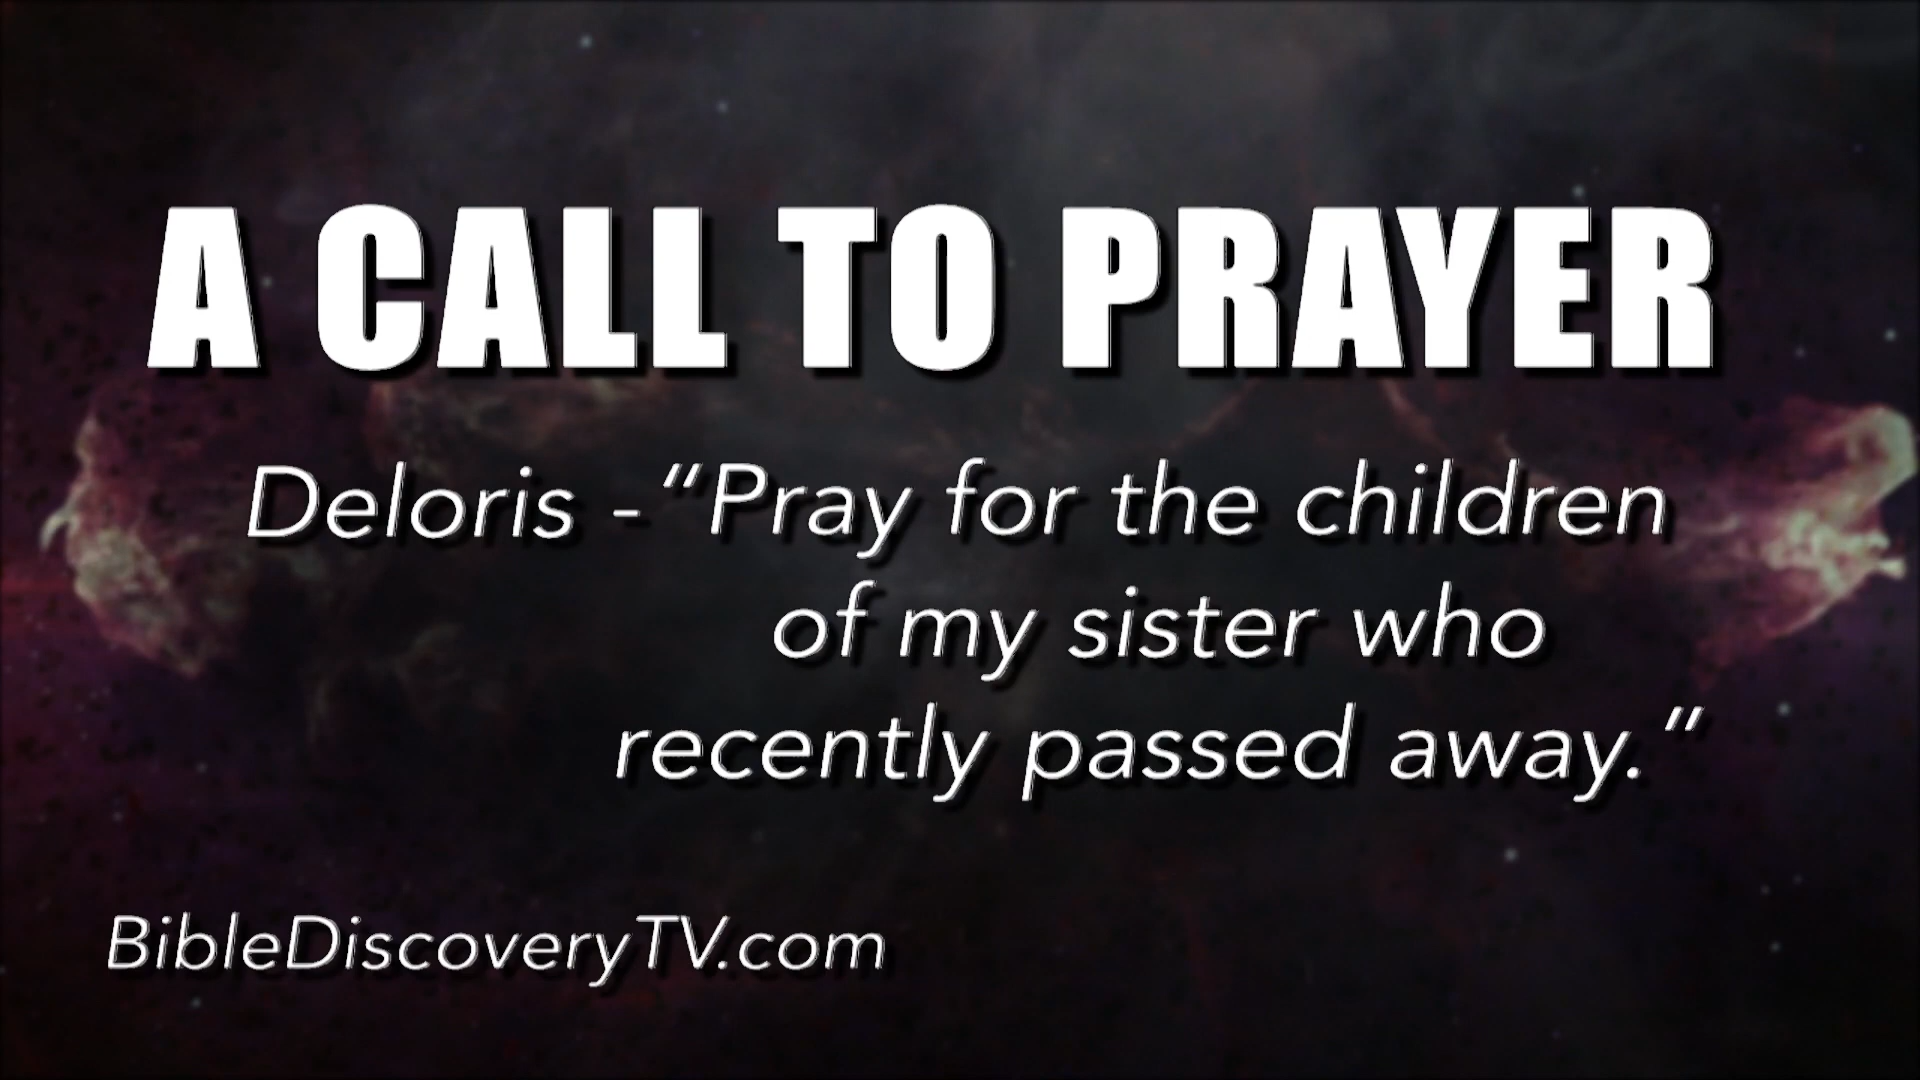 A CALL TO PRAYER
Deloris -“Pray for the children
of my sister who
recently passed away.”
BibleDiscoveryTV.com